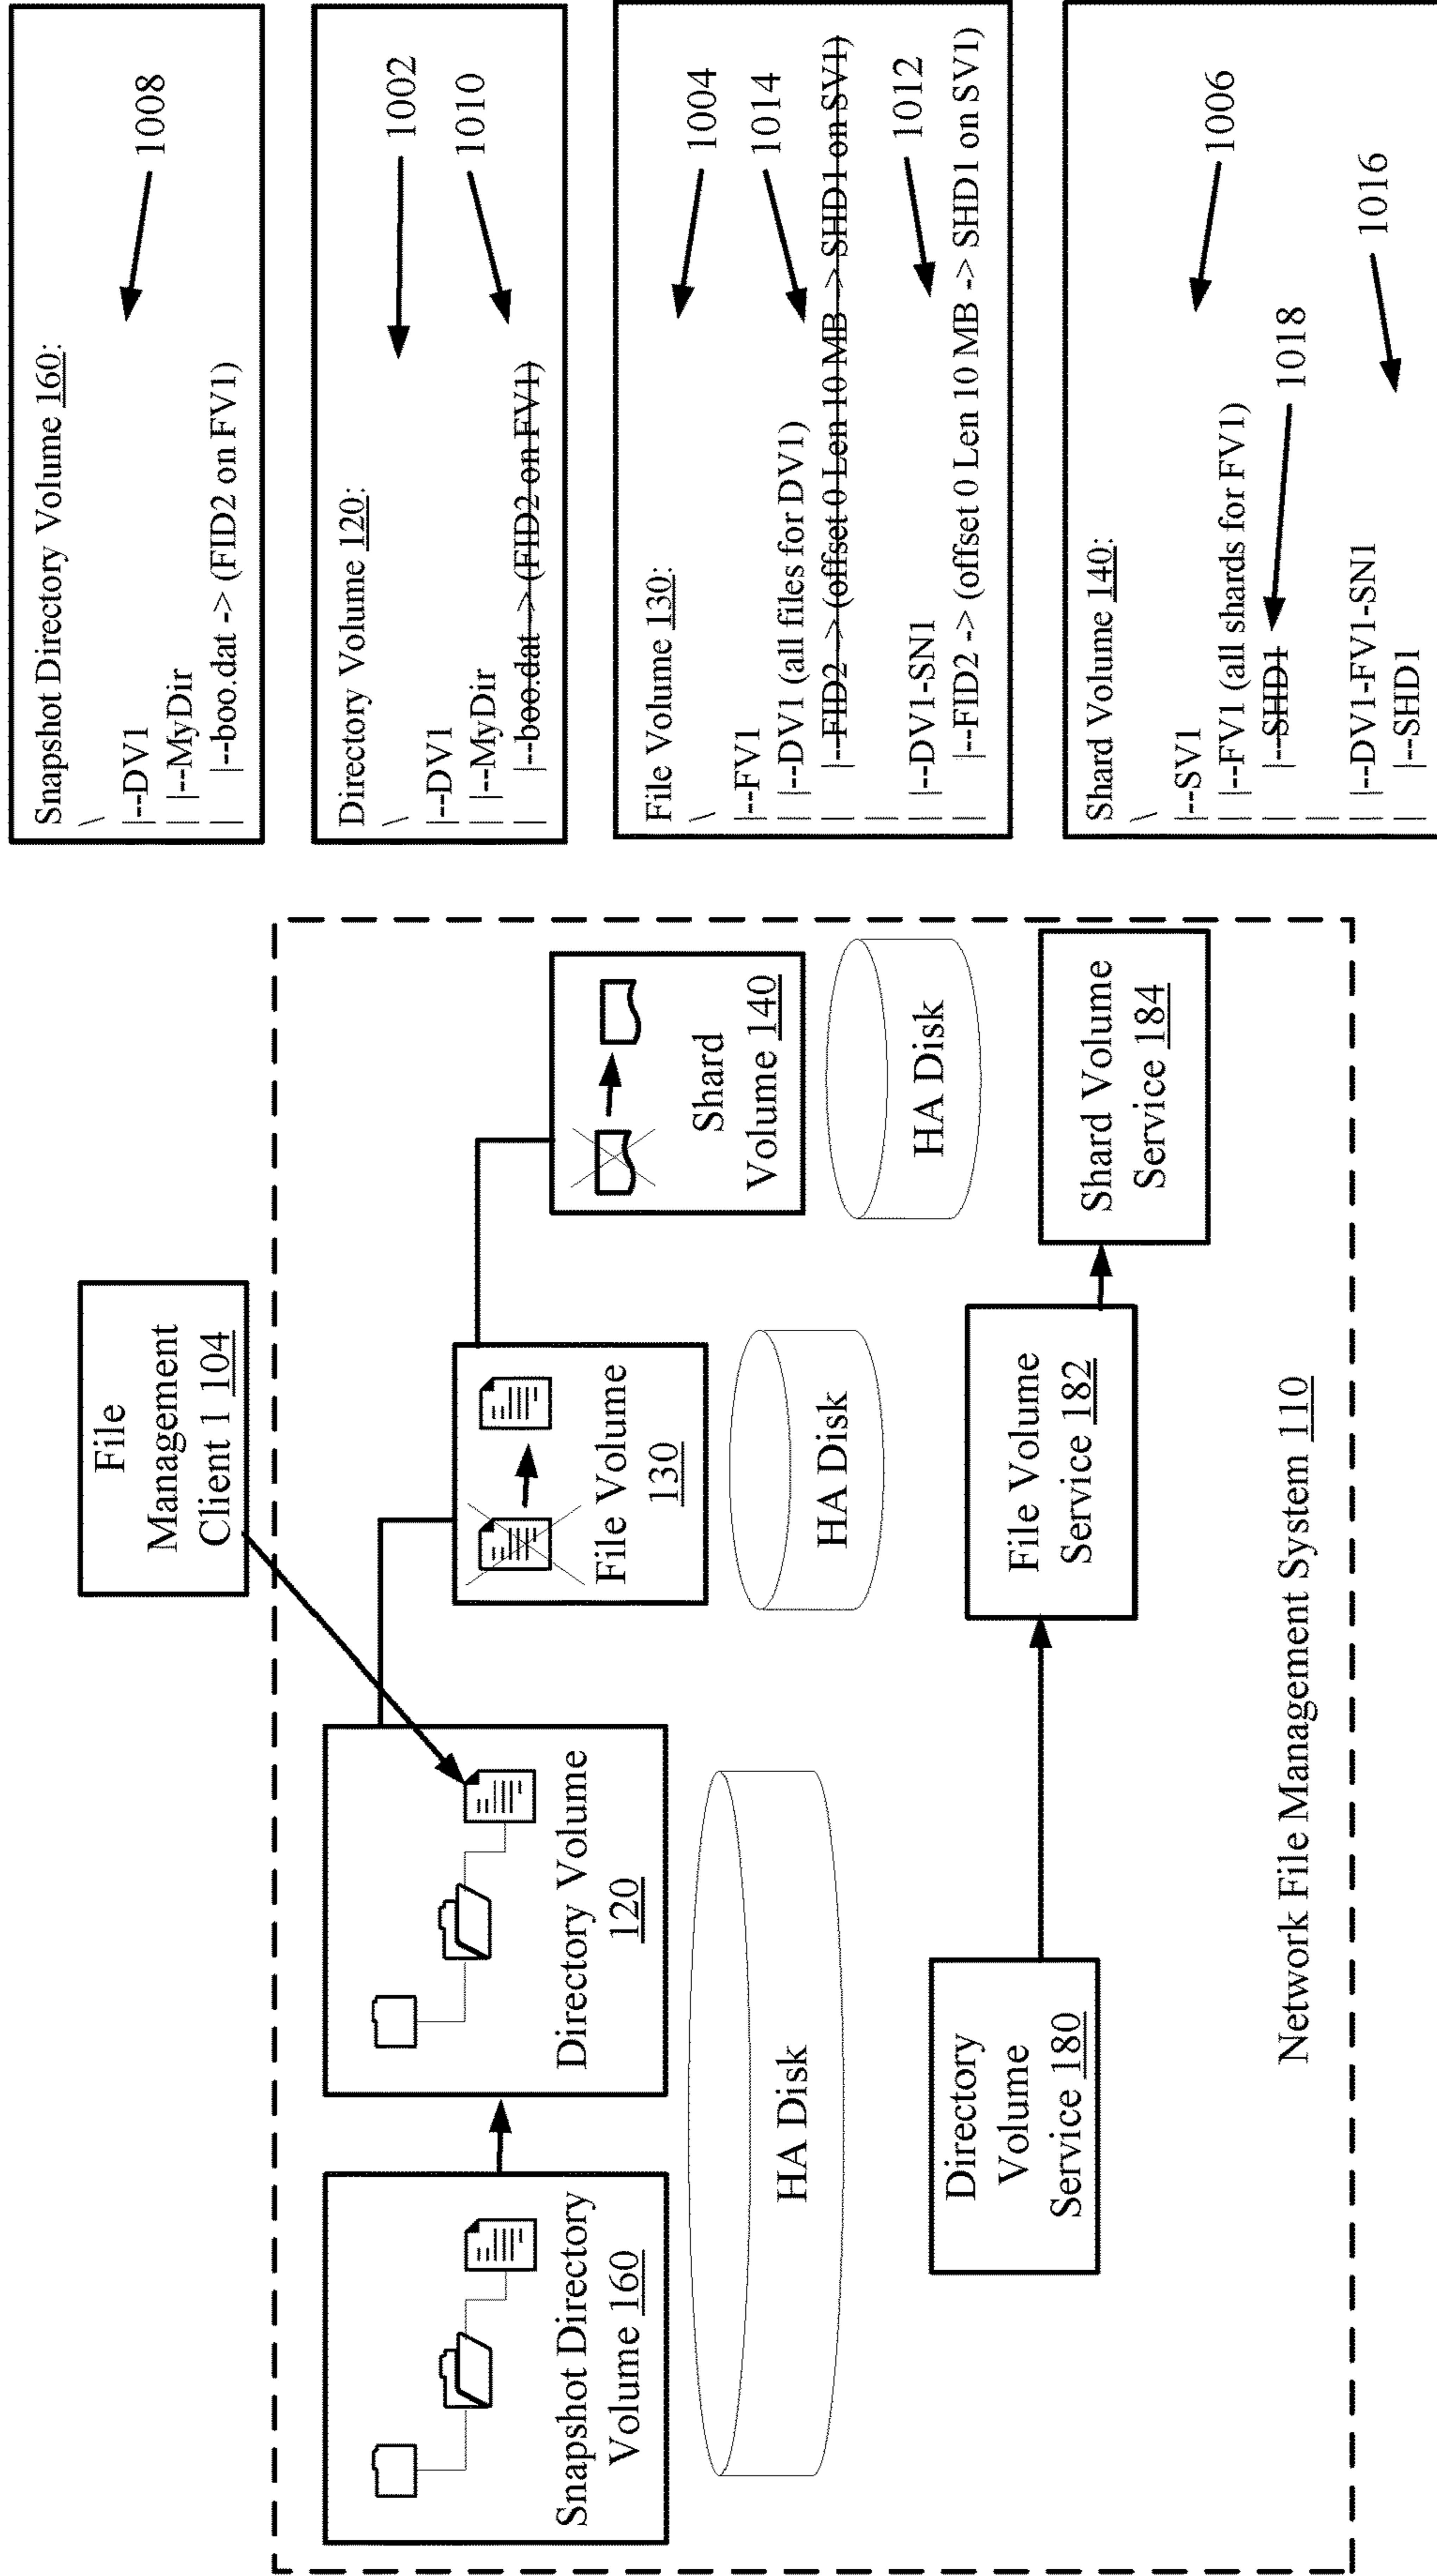 File
Management
Client 1 104
Snapshot Directory
Volume 160
Directory Volume
120
File Volume
130
Shard
Volume 140
HA Disk
HA Disk
HA Disk
Directory
Volume
Service 180
File Volume
Service 182
Shard Volume
Service 184
Network File Management System 110
Snapshot Directory Volume 160:
\
|---DV1
| |---MyDir
| |--boo.dat -> (FID2 on FV1)
1008
Directory Volume 120:
\
|---DV1
| |---MyDir
| |--boo.dat -> (FID2 on FV1)
1002
1010
File Volume 130:
\
|---FV1
| |---DV1 (all files for DV1)
| |---FID2 -> (offset 0 Len 10 MB -> SHD1 on SV1)
|
| |---DV1-SN1
| |---FID2 -> (offset 0 Len 10 MB -> SHD1 on SV1)
1004
1014
1012
Shard Volume 140:
\
|---SV1
| |---FV1 (all shards for FV1)
| |---SHD1
|
| |---DV1-FV1-SN1
| |---SHD1
1006
1018
1016